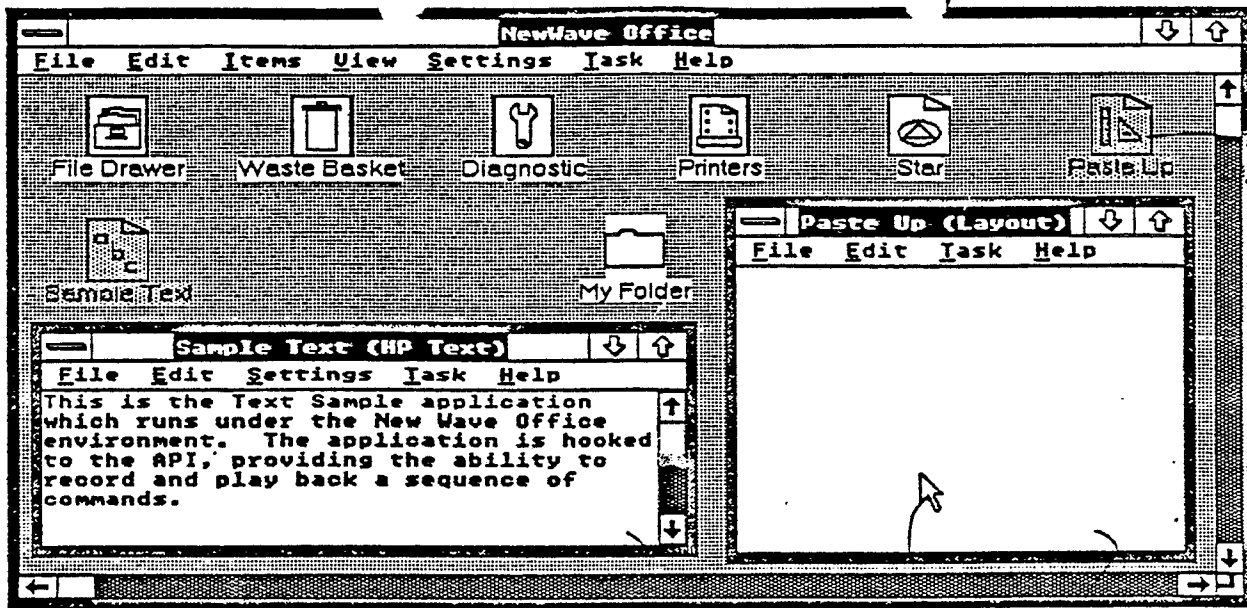 NewWave Office
File Edit Items View Settings Task Help
File Drawer Waste Basket Diagnostic Printers Star Paste Up
Sample Text My Folder
Paste Up (Layout)
File Edit Task Help
Sample Text (HP Text)
File Edit Settings Task Help
This is the Text Sample application
which runs under the New Wave Office
environment. The application is hooked
to the API, providing the ability to
record and play back a sequence of
commands.